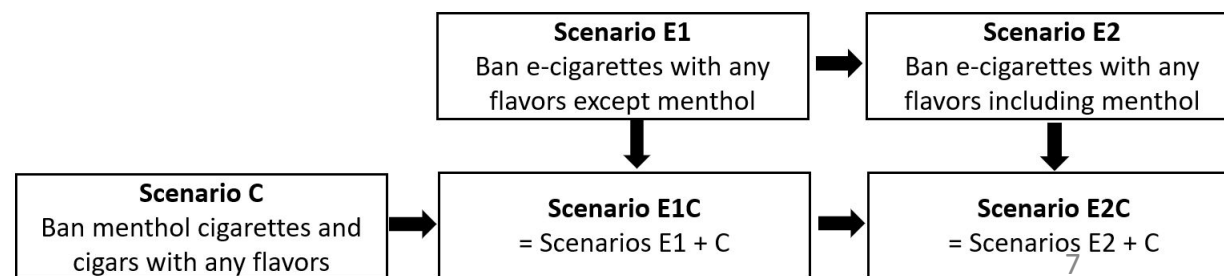 Scenario E1
Ban e-cigarettes with any
flavors except menthol
Scenario E2
Ban e-cigarettes with any
flavors including menthol
Scenario C
Ban menthol cigarettes and
cigars with any flavors
Scenario E1C
= Scenarios E1 + C
Scenario E2C
= Scenarios E2 + C
7